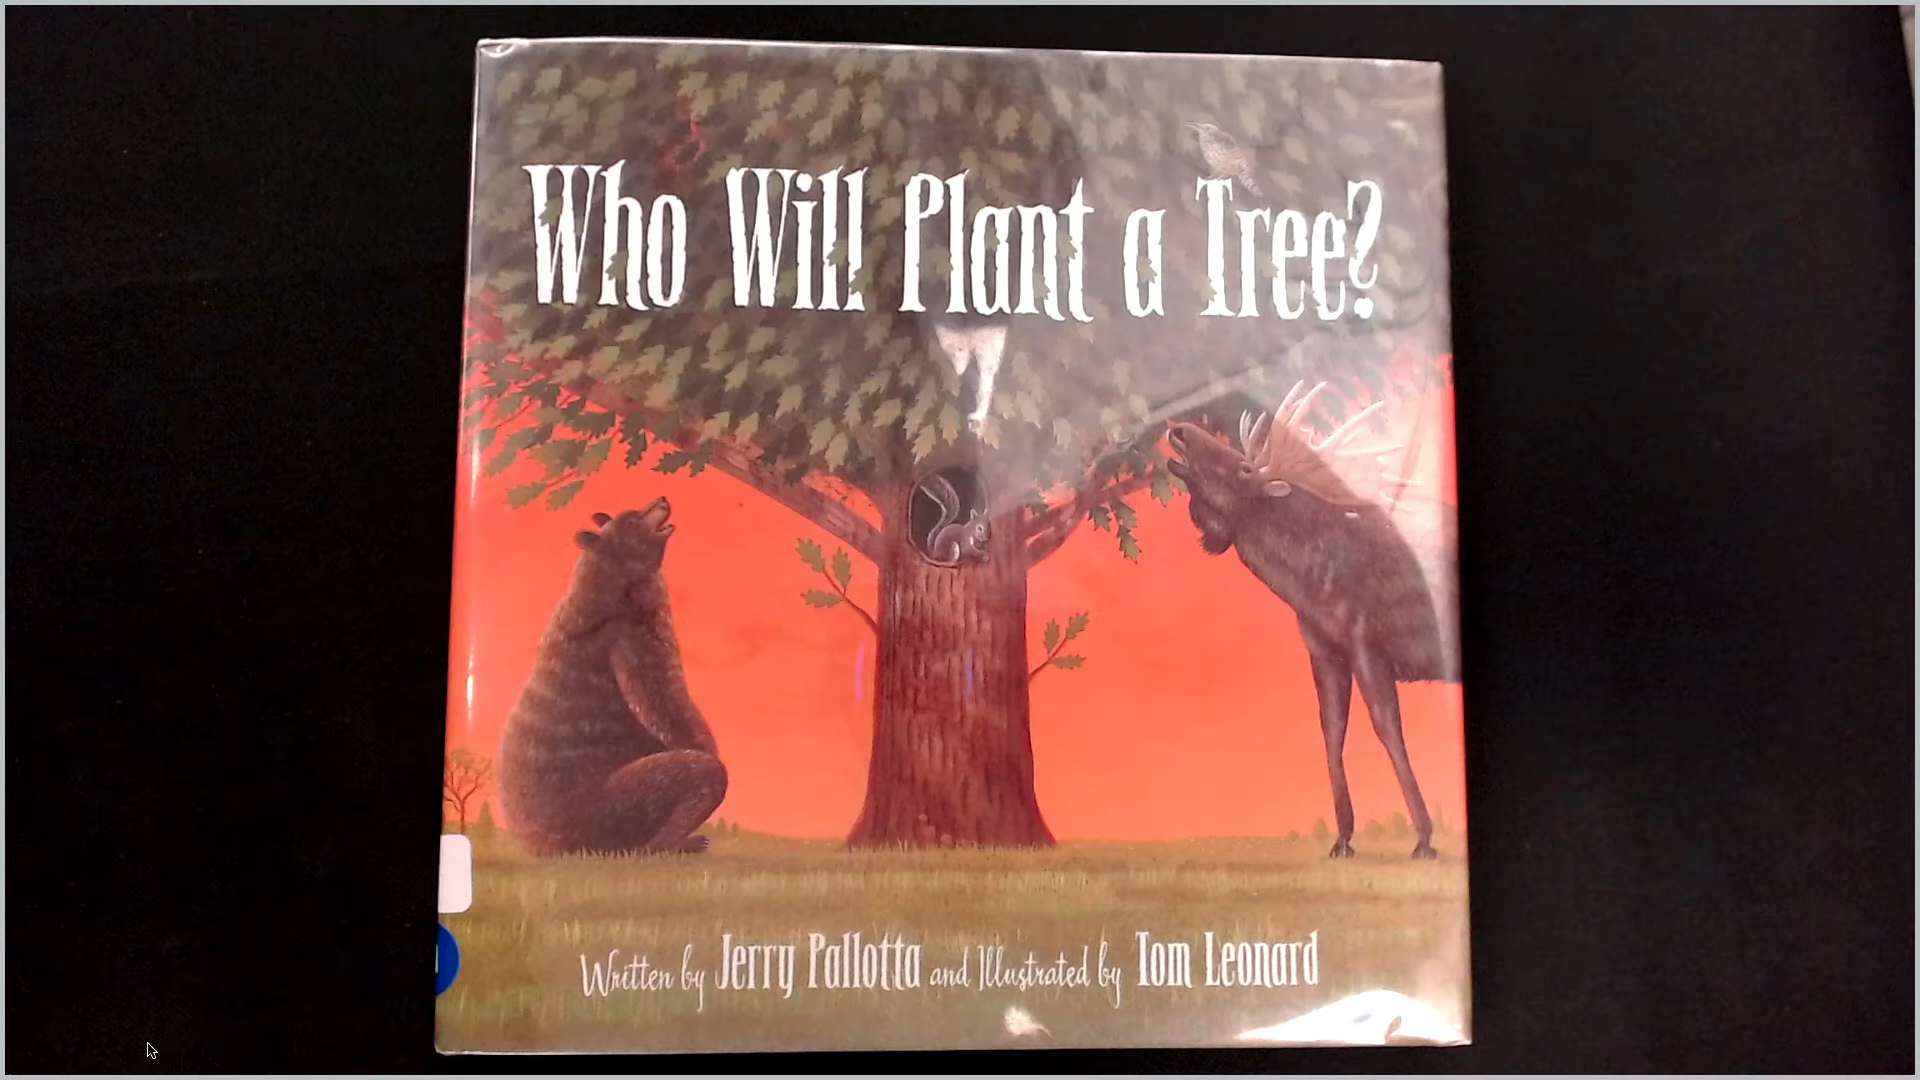 Who Will Plant a Tree?
Written by Jerry Pallotta and Illustrated by Tom Leonard